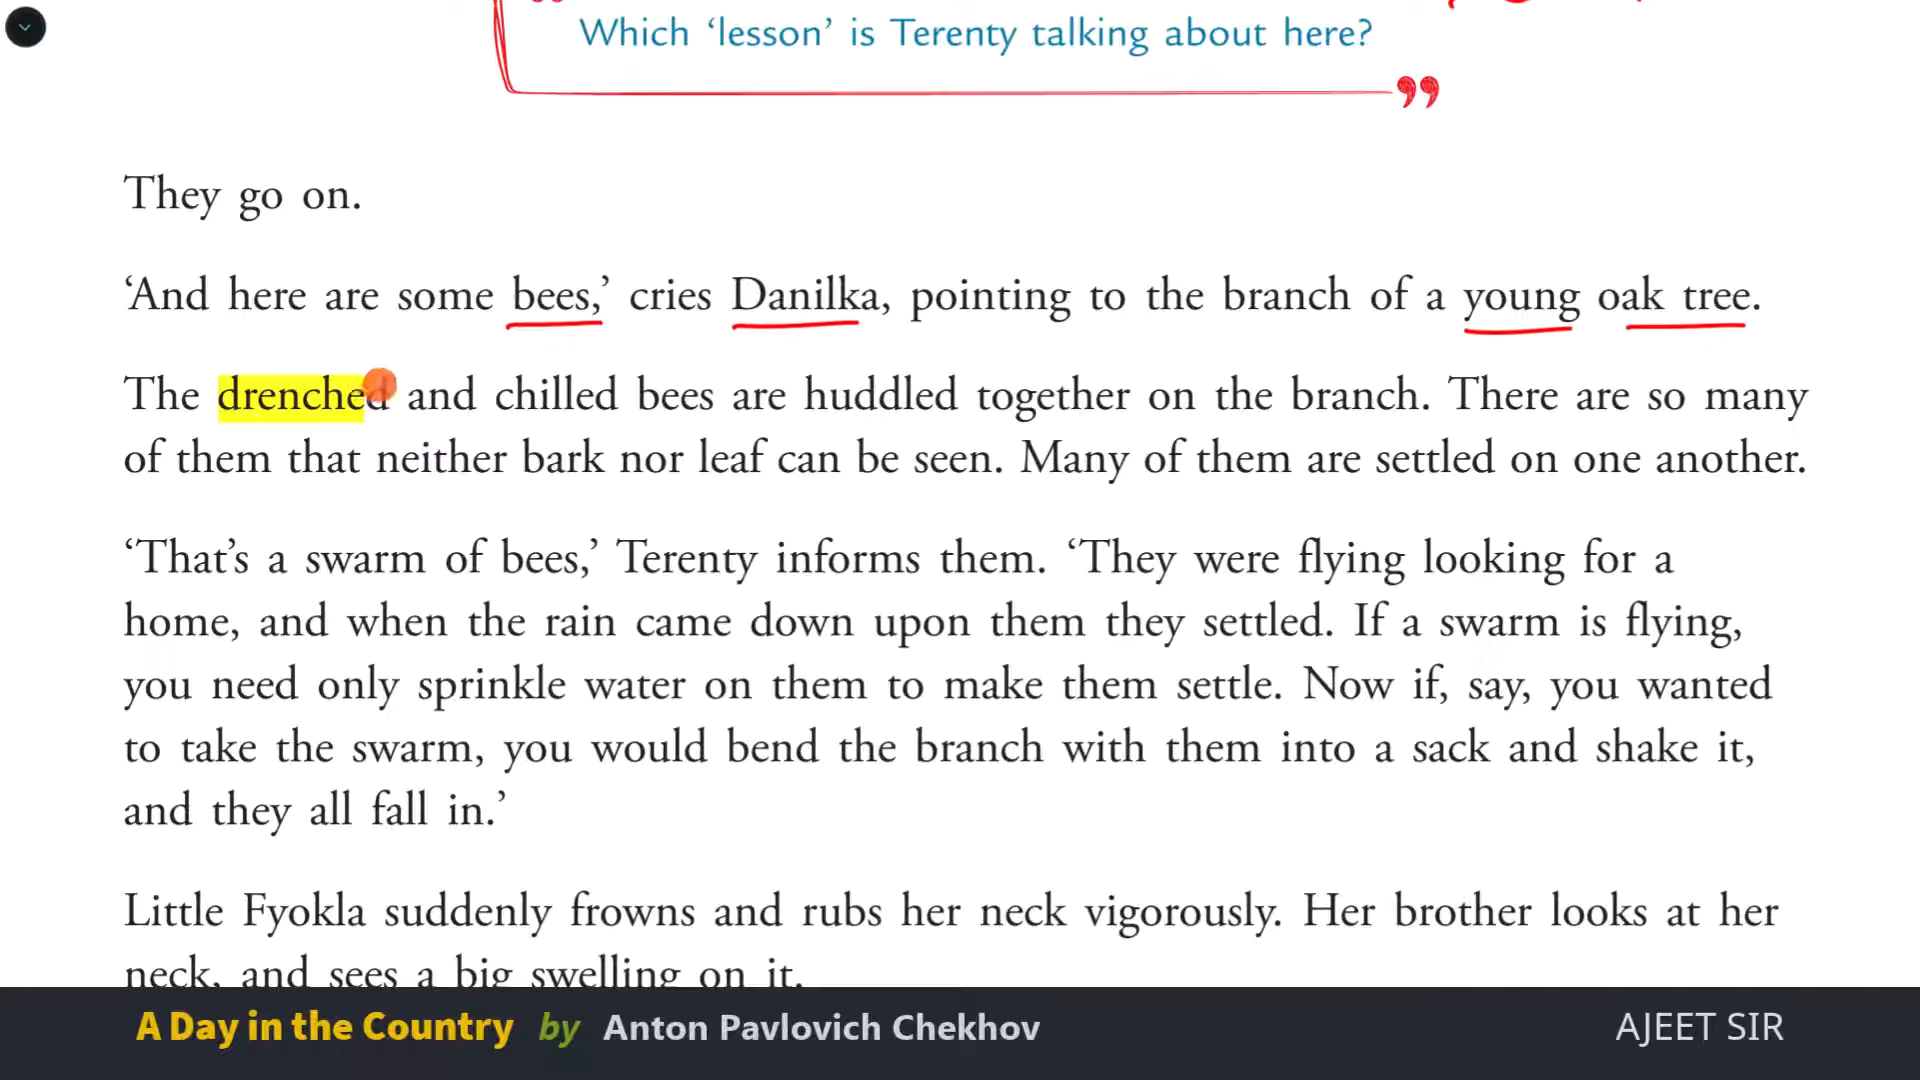 Which ‘lesson’ is Terenty talking about here?
”
They go on.
‘And here are some bees,’ cries Danilka, pointing to the branch of a young oak tree.
The drenched and chilled bees are huddled together on the branch. There are so many
of them that neither bark nor leaf can be seen. Many of them are settled on one another.
‘That’s a swarm of bees,’ Terenty informs them. ‘They were flying looking for a
home, and when the rain came down upon them they settled. If a swarm is flying,
you need only sprinkle water on them to make them settle. Now if, say, you wanted
to take the swarm, you would bend the branch with them into a sack and shake it,
and they all fall in.’
Little Fyokla suddenly frowns and rubs her neck vigorously. Her brother looks at her
neck, and sees a big swelling on it.
A Day in the Country by Anton Pavlovich Chekhov
AJEET SIR